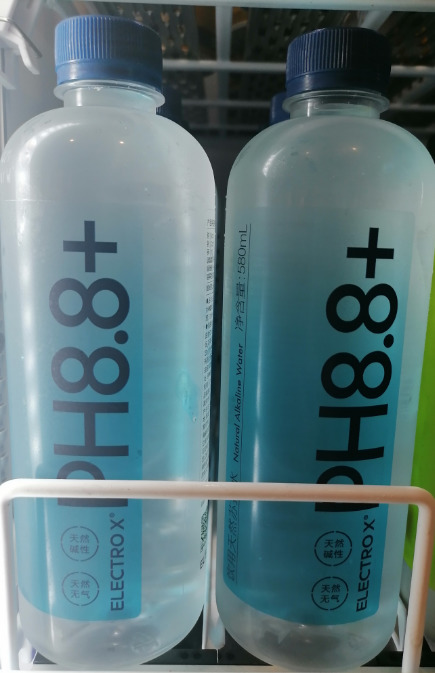 PH8.8+
ELECTRO X®
天然
碱性
天然
无气
PH8.8+
ELECTRO X®
天然
碱性
天然
无气
Natural Alkaline Water
净含量:580mL